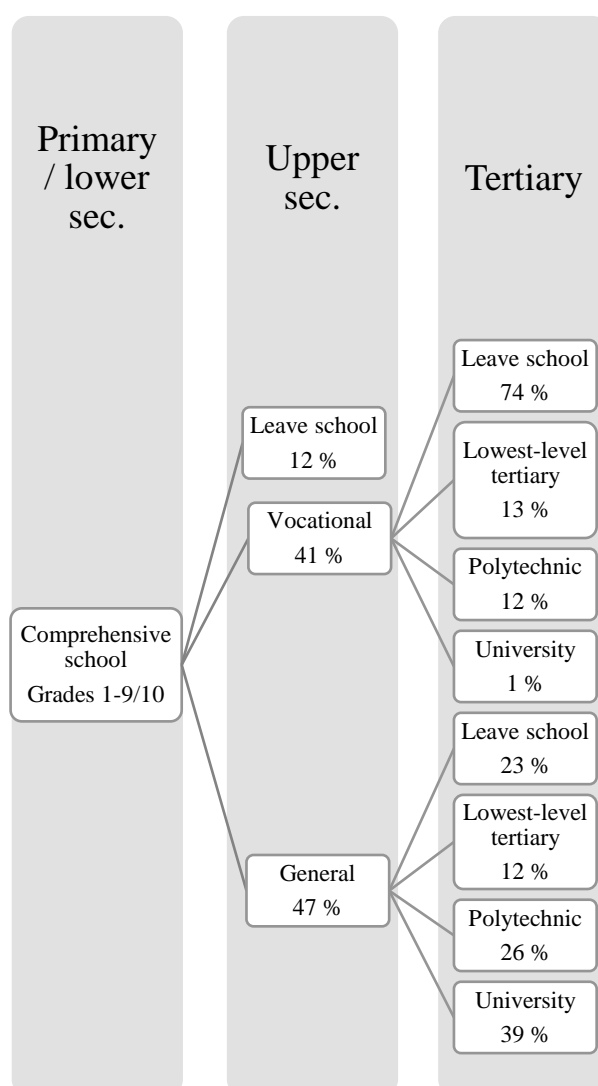 Primary
/ lower
sec.
Upper
sec.
Tertiary
Comprehensive
school
Grades 1-9/10
Leave school
12 %
Vocational
41 %
General
47 %
Leave school
74 %
Lowest-level
tertiary
13 %
Polytechnic
12 %
University
1 %
Leave school
23 %
Lowest-level
tertiary
12 %
Polytechnic
26 %
University
39 %